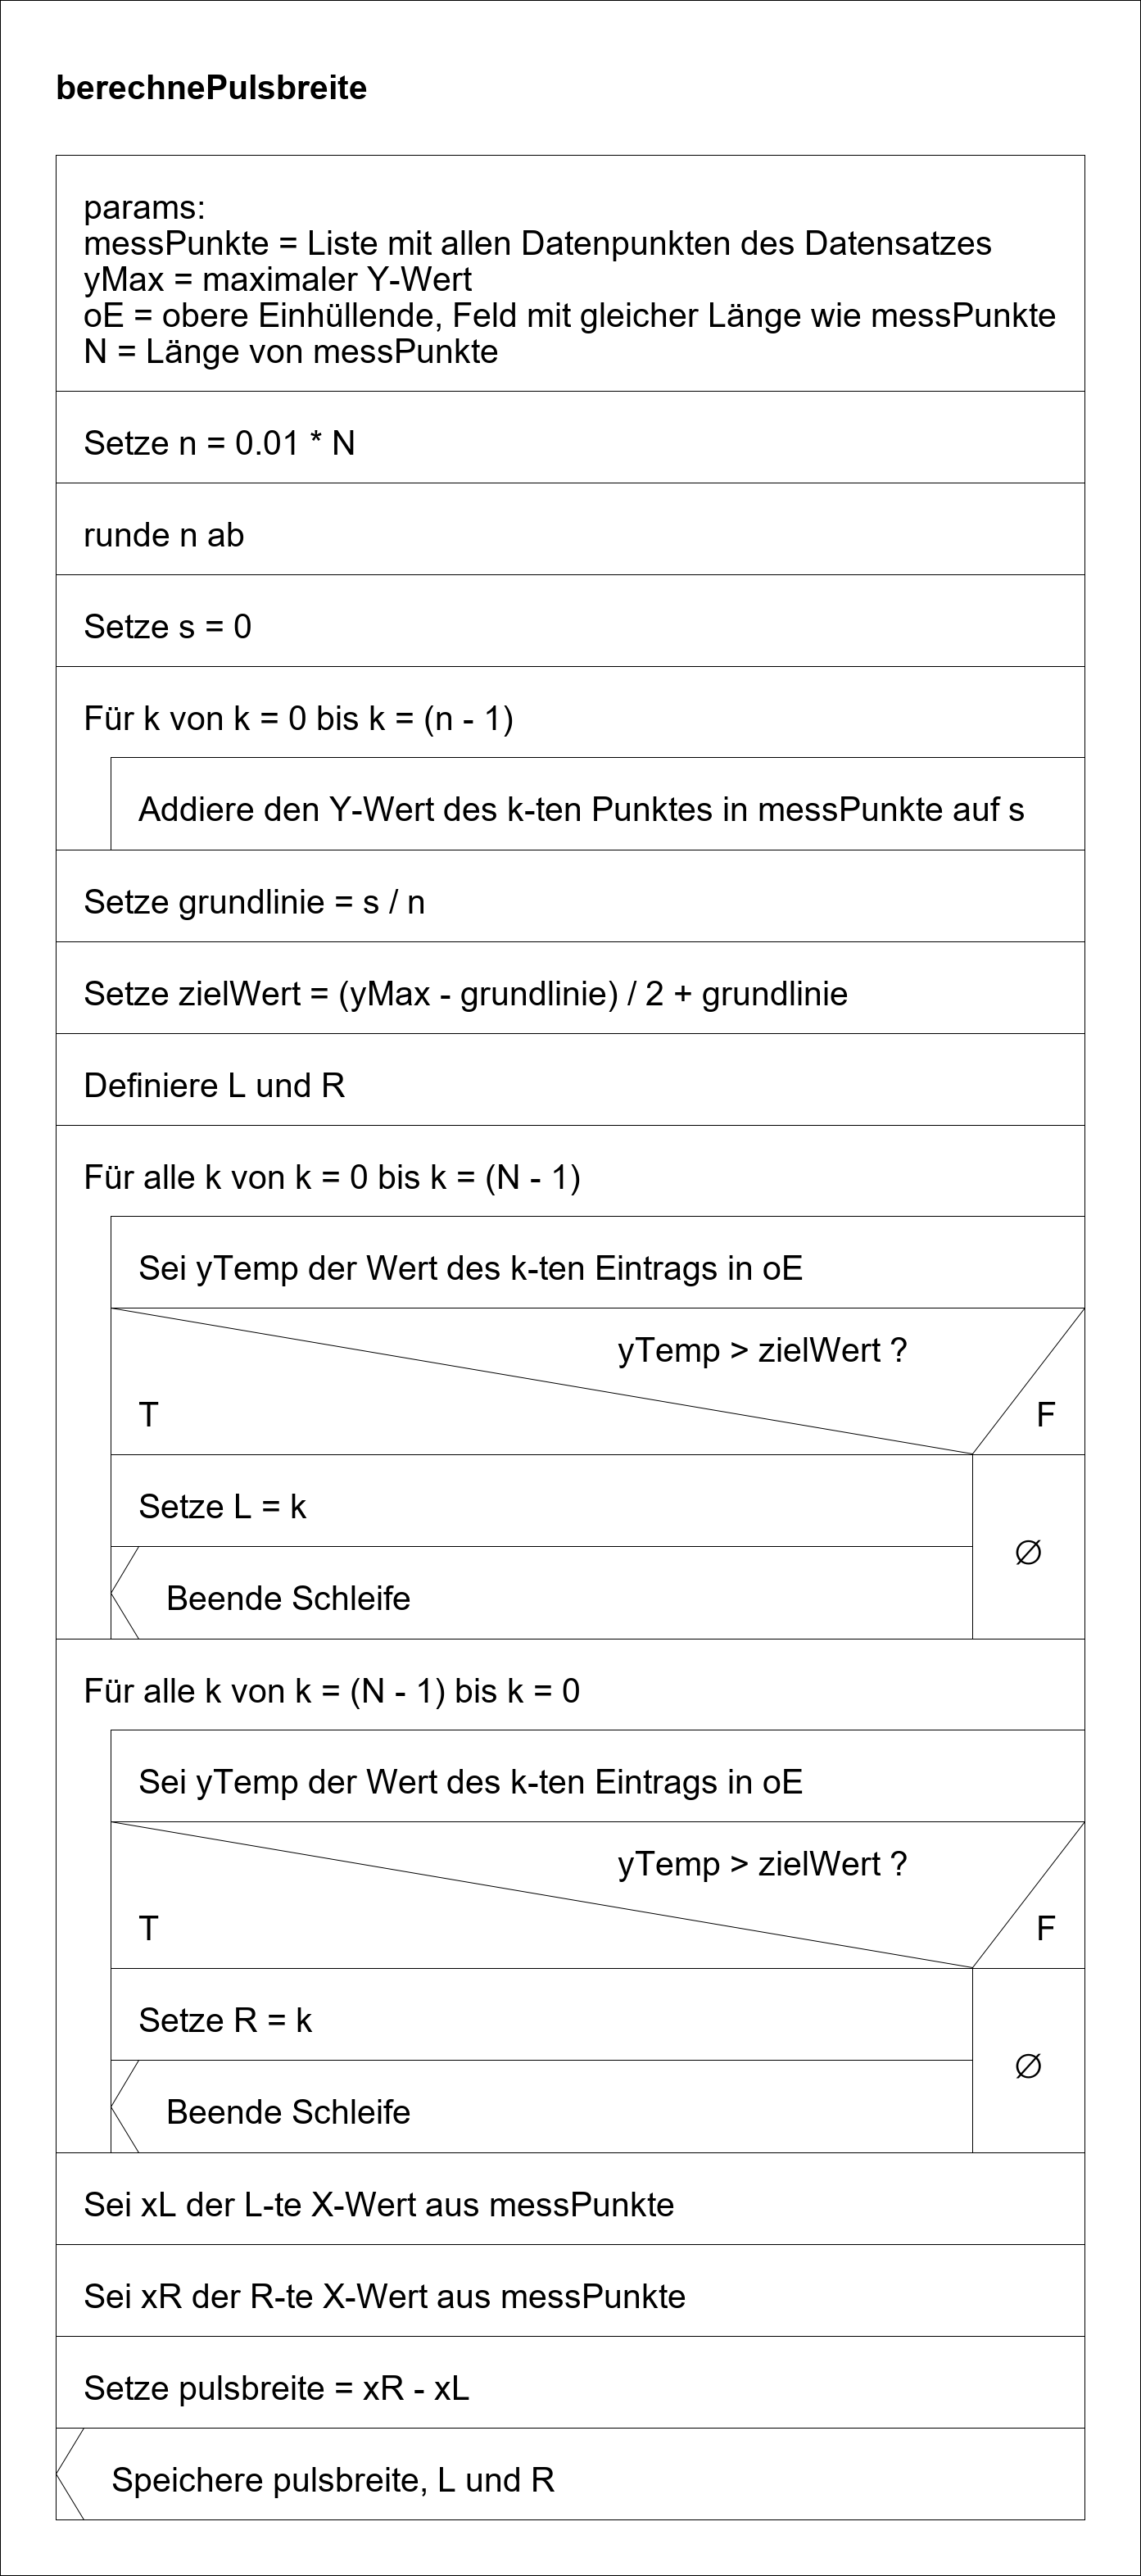 berechnePulsbreite
params:
messPunkte = Liste mit allen Datenpunkten des Datensatzes
yMax = maximaler Y-Wert
oE = obere Einhüllende, Feld mit gleicher Länge wie messPunkte
N = Länge von messPunkte
Setze n = 0.01 * N
runde n ab
Setze s = 0
Für k von k = 0 bis k = (n - 1)
Addiere den Y-Wert des k-ten Punktes in messPunkte auf s
Setze grundlinie = s / n
Setze zielWert = (yMax - grundlinie) / 2 + grundlinie
Definiere L und R
Für alle k von k = 0 bis k = (N - 1)
Sei yTemp der Wert des k-ten Eintrags in oE
yTemp > zielWert ?
T
F
Setze L = k
∅
Beende Schleife
Für alle k von k = (N - 1) bis k = 0
Sei yTemp der Wert des k-ten Eintrags in oE
yTemp > zielWert ?
T
F
Setze R = k
∅
Beende Schleife
Sei xL der L-te X-Wert aus messPunkte
Sei xR der R-te X-Wert aus messPunkte
Setze pulsbreite = xR - xL
Speichere pulsbreite, L und R